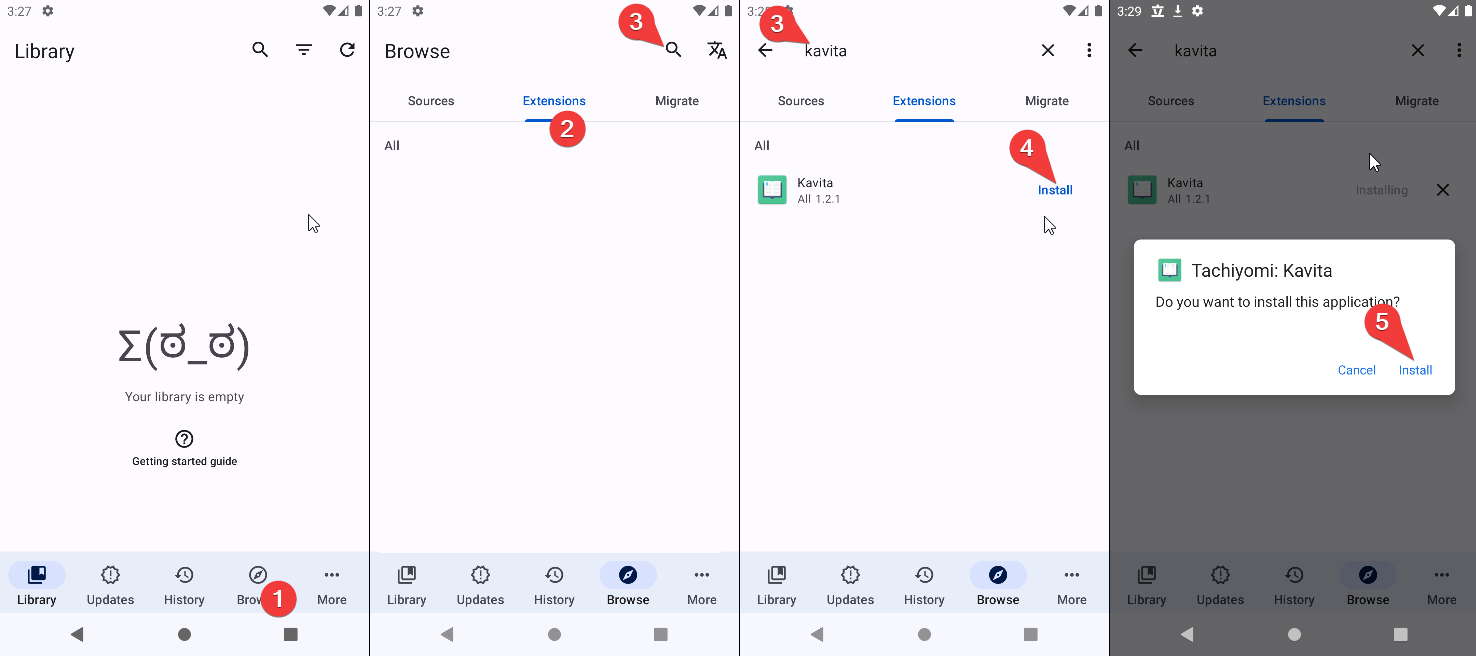 3:27
Library
Σ(ಠ_ಠ)
Your library is empty
Getting started guide
Library Updates History Brow 1 More
3:27
3
Browse
Sources Extensions Migrate
2
All
Library Updates History Browse More
3:28
3
kavita
Sources Extensions Migrate
All
4
Kavita
All 1.2.1
Install
Library Updates History Browse More
3:29
kavita
Sources Extensions Migrate
All
Kavita
All 1.2.1
Installing
Tachiyomi: Kavita
Do you want to install this application?
5
Cancel Install
Library Updates History Browse More